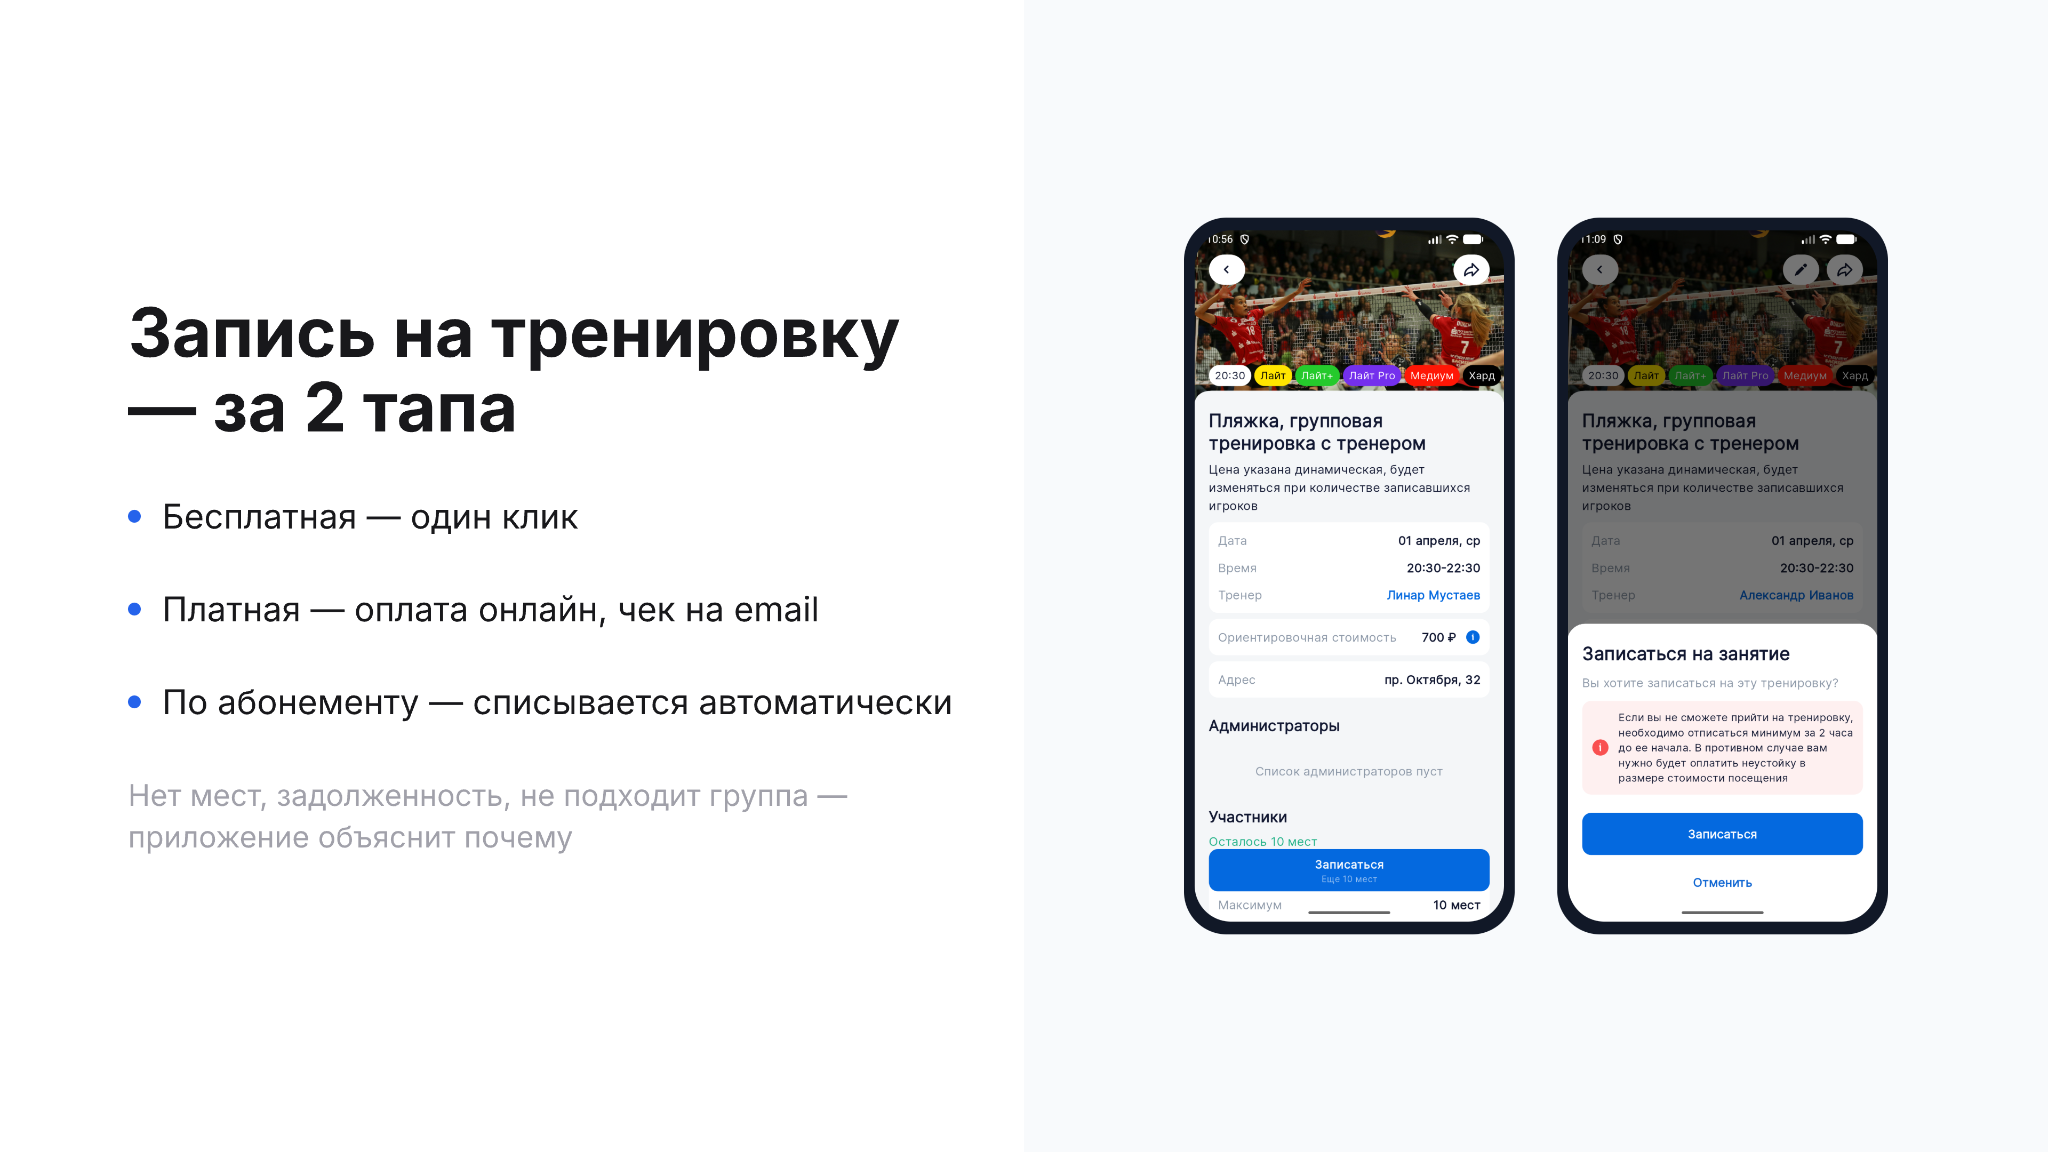 Запись на тренировку
— за 2 тапа
Бесплатная — один клик
Платная — оплата онлайн, чек на email
По абонементу — списывается автоматически
Нет мест, задолженность, не подходит группа —
приложение объяснит почему
10:56
18
7
20:30 Лайт Лайт+ Лайт Pro Медиум Хард
Пляжка, групповая
тренировка с тренером
Цена указана динамическая, будет
изменяться при количестве записавшихся
игроков
Дата 01 апреля, ср
Время 20:30-22:30
Тренер Линар Мустаев
Ориентировочная стоимость 700 ₽
Адрес пр. Октября, 32
Администраторы
Список администраторов пуст
Участники
Осталось 10 мест
Записаться
Еще 10 мест
Максимум 10 мест
11:09
7
20:30 Лайт Лайт+ Лайт Pro Медиум Хард
Пляжка, групповая
тренировка с тренером
Цена указана динамическая, будет
изменяться при количестве записавшихся
игроков
Дата 01 апреля, ср
Время 20:30-22:30
Тренер Александр Иванов
Записаться на занятие
Вы хотите записаться на эту тренировку?
Если вы не сможете прийти на тренировку,
необходимо отписаться минимум за 2 часа
до ее начала. В противном случае вам
нужно будет оплатить неустойку в
размере стоимости посещения
Записаться
Отменить